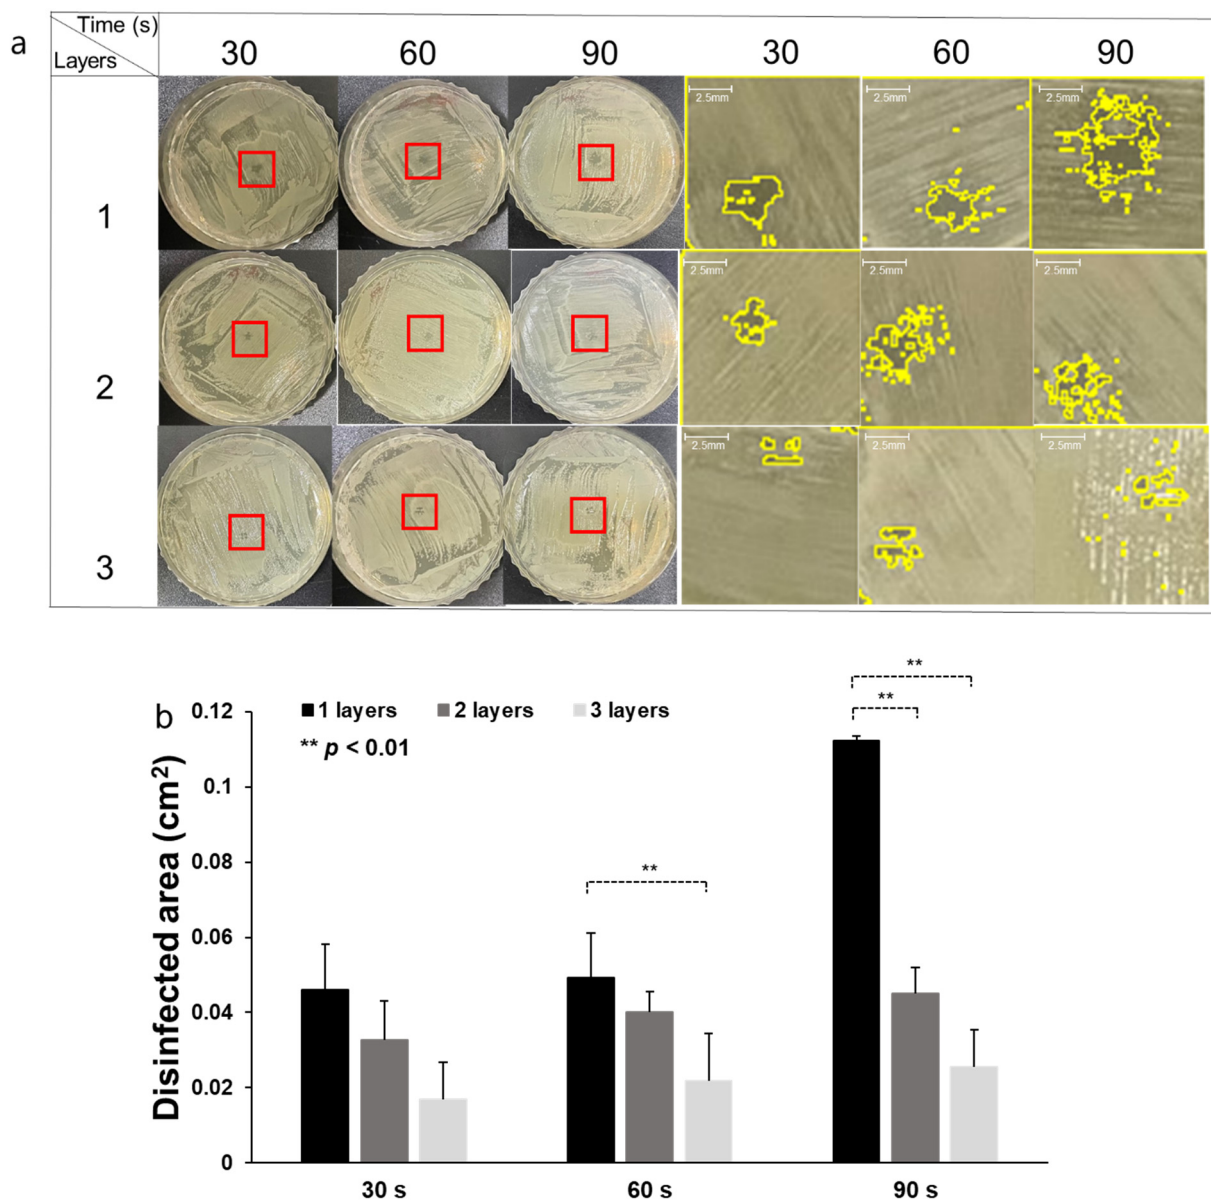 a
Time (s)
Layers
30 60 90 30 60 90
1
2.5mm 2.5mm 2.5mm
2
2.5mm 2.5mm 2.5mm
3
2.5mm 2.5mm 2.5mm
b
** 
**
0.12
1 layers 2 layers 3 layers
** p < 0.01
0.1
0.08
**
0.06
0.04
0.02
0
Disinfected area (cm²)
30 s 60 s 90 s